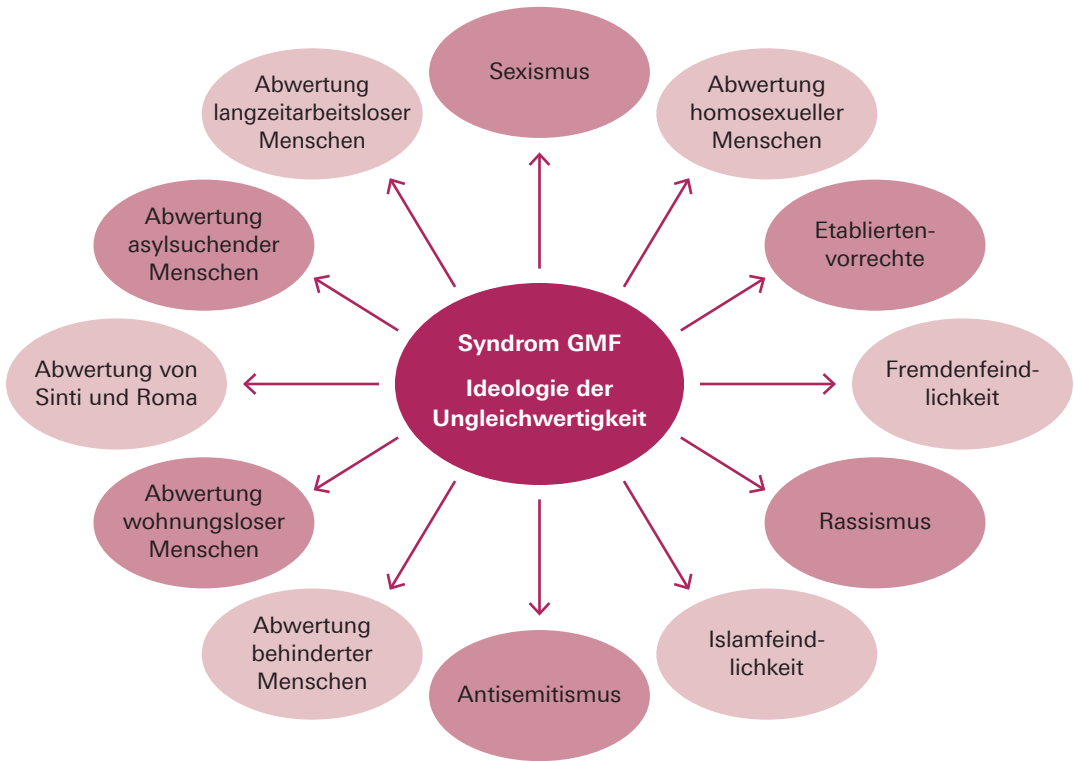 Sexismus
Abwertung
homosexueller
Menschen
Etablierten-
vorrechte
Fremdenfeind-
lichkeit
Rassismus
Islamfeind-
lichkeit
Antisemitismus
Abwertung
behinderter
Menschen
Abwertung
wohnungsloser
Menschen
Abwertung von
Sinti und Roma
Abwertung
asylsuchender
Menschen
Abwertung
langzeitarbeitsloser
Menschen
Syndrom GMF
Ideologie der
Ungleichwertigkeit